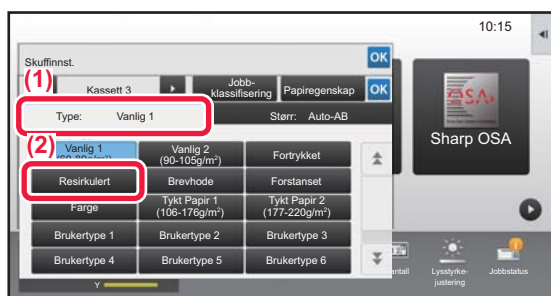 10:15
Skuffinnst.
OK
(1)
Kassett 3
Jobb-
klassifisering
Papiregenskap
OK
Type: Vanlig 1
Størr: Auto-AB
(2)
Vanlig 1
Vanlig 2
(90-105g/m²)
Fortrykket
Resirkulert
Brevhode
Forstanset
Farge
Tykt Papir 1
(106-176g/m²)
Tykt Papir 2
(177-220g/m²)
Brukertype 1
Brukertype 2
Brukertype 3
Brukertype 4
Brukertype 5
Brukertype 6
Y
OSA
Sharp OSA
antall
Lysstyrke-
justering
Jobbstatus